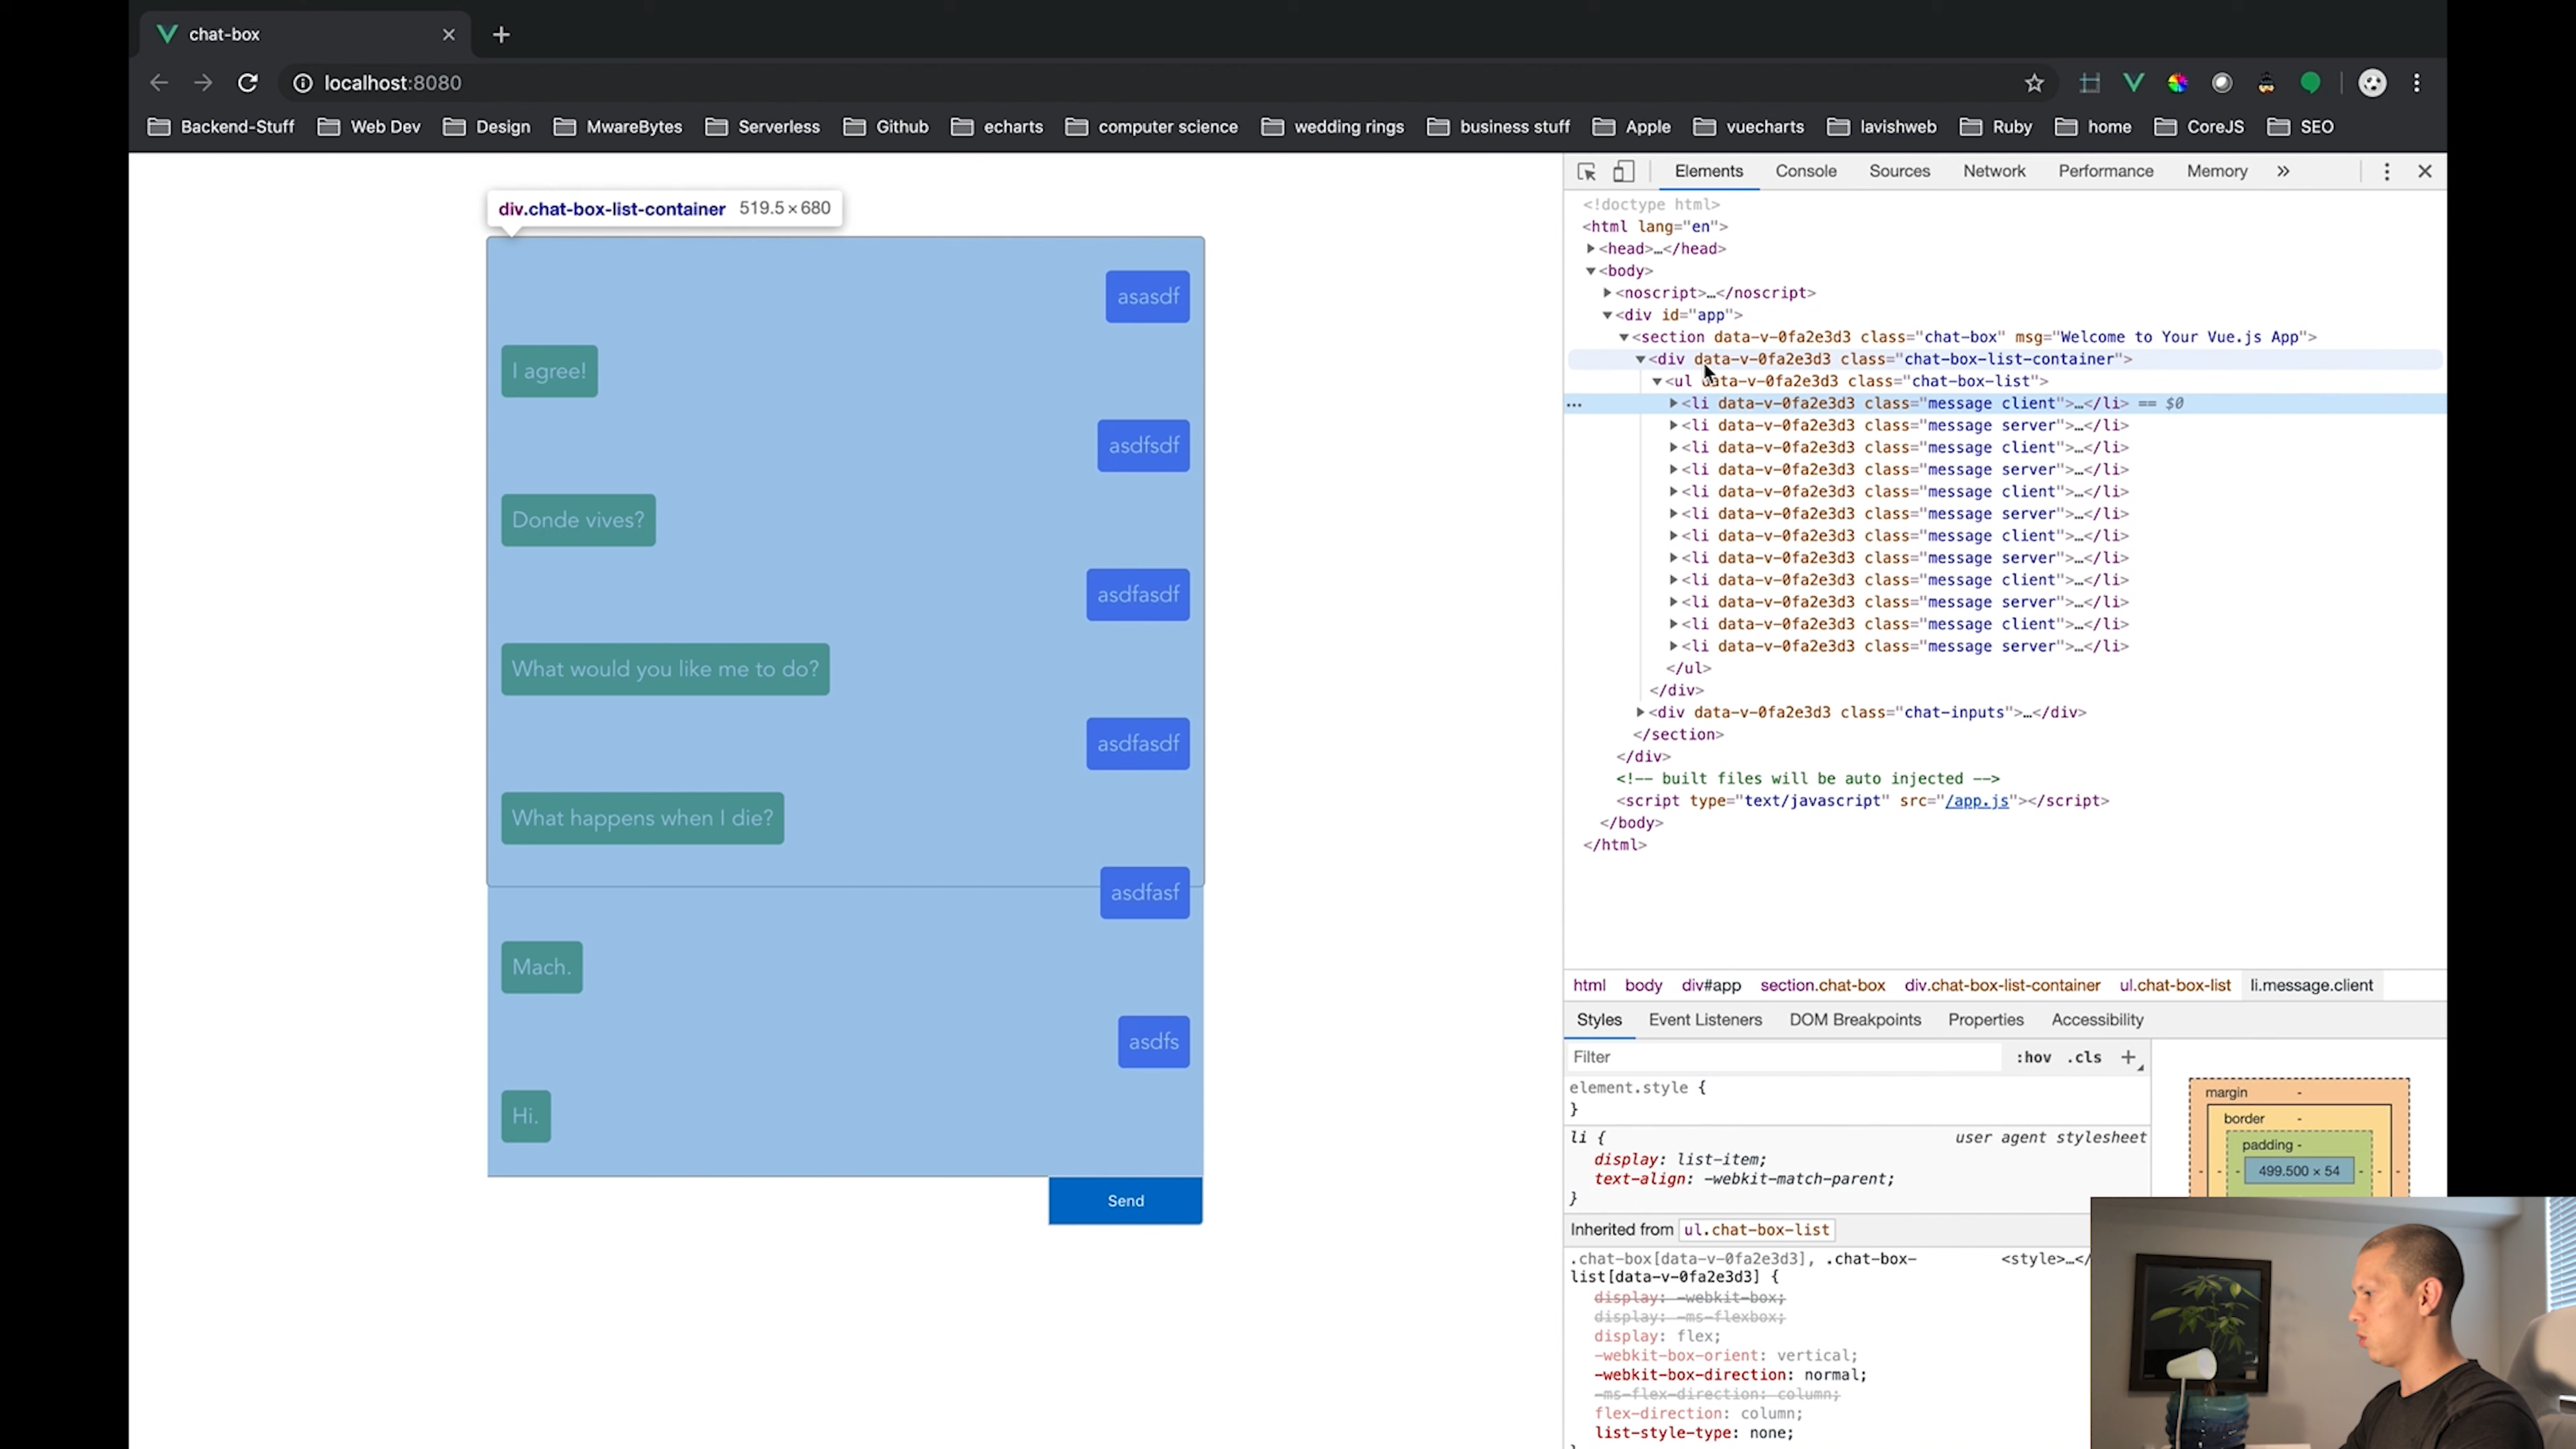 chat-box
localhost:8080
Backend-Stuff Web Dev Design MwareBytes Serverless Github echarts computer science wedding rings business stuff Apple vuecharts lavishweb Ruby home CoreJS SEO
div.chat-box-list-container 519.5 × 680
asasdf
I agree!
asdfsdf
Donde vives?
asdfasdf
What would you like me to do?
asdfasdf
What happens when I die?
asdfasf
Mach.
asdfs
Hi.
Send
Elements Console Sources Network Performance Memory »
<!doctype html>
<html lang="en">
<head>…</head>
<body>
<noscript>…</noscript>
<div id="app">
<section data-v-0fa2e3d3 class="chat-box" msg="Welcome to Your Vue.js App">
<div data-v-0fa2e3d3 class="chat-box-list-container">
<ul data-v-0fa2e3d3 class="chat-box-list">
… <li data-v-0fa2e3d3 class="message client">…</li> == $0
<li data-v-0fa2e3d3 class="message server">…</li>
<li data-v-0fa2e3d3 class="message client">…</li>
<li data-v-0fa2e3d3 class="message server">…</li>
<li data-v-0fa2e3d3 class="message client">…</li>
<li data-v-0fa2e3d3 class="message server">…</li>
<li data-v-0fa2e3d3 class="message client">…</li>
<li data-v-0fa2e3d3 class="message server">…</li>
<li data-v-0fa2e3d3 class="message client">…</li>
<li data-v-0fa2e3d3 class="message server">…</li>
<li data-v-0fa2e3d3 class="message client">…</li>
<li data-v-0fa2e3d3 class="message server">…</li>
</ul>
</div>
<div data-v-0fa2e3d3 class="chat-inputs">…</div>
</section>
</div>
<!-- built files will be auto injected -->
<script type="text/javascript" src="/app.js"></script>
</body>
</html>
html body div#app section.chat-box div.chat-box-list-container ul.chat-box-list li.message.client
Styles Event Listeners DOM Breakpoints Properties Accessibility
Filter :hov .cls +
element.style {
}
li { user agent stylesheet
display: list-item;
text-align: -webkit-match-parent;
}
Inherited from ul.chat-box-list
.chat-box[data-v-0fa2e3d3], .chat-box- <style>…</
list[data-v-0fa2e3d3] {
display: -webkit-box;
display: -ms-flexbox;
display: flex;
-webkit-box-orient: vertical;
-webkit-box-direction: normal;
-ms-flex-direction: column;
flex-direction: column;
list-style-type: none;
margin -
border -
padding -
- - - 499.500 × 54 - - -